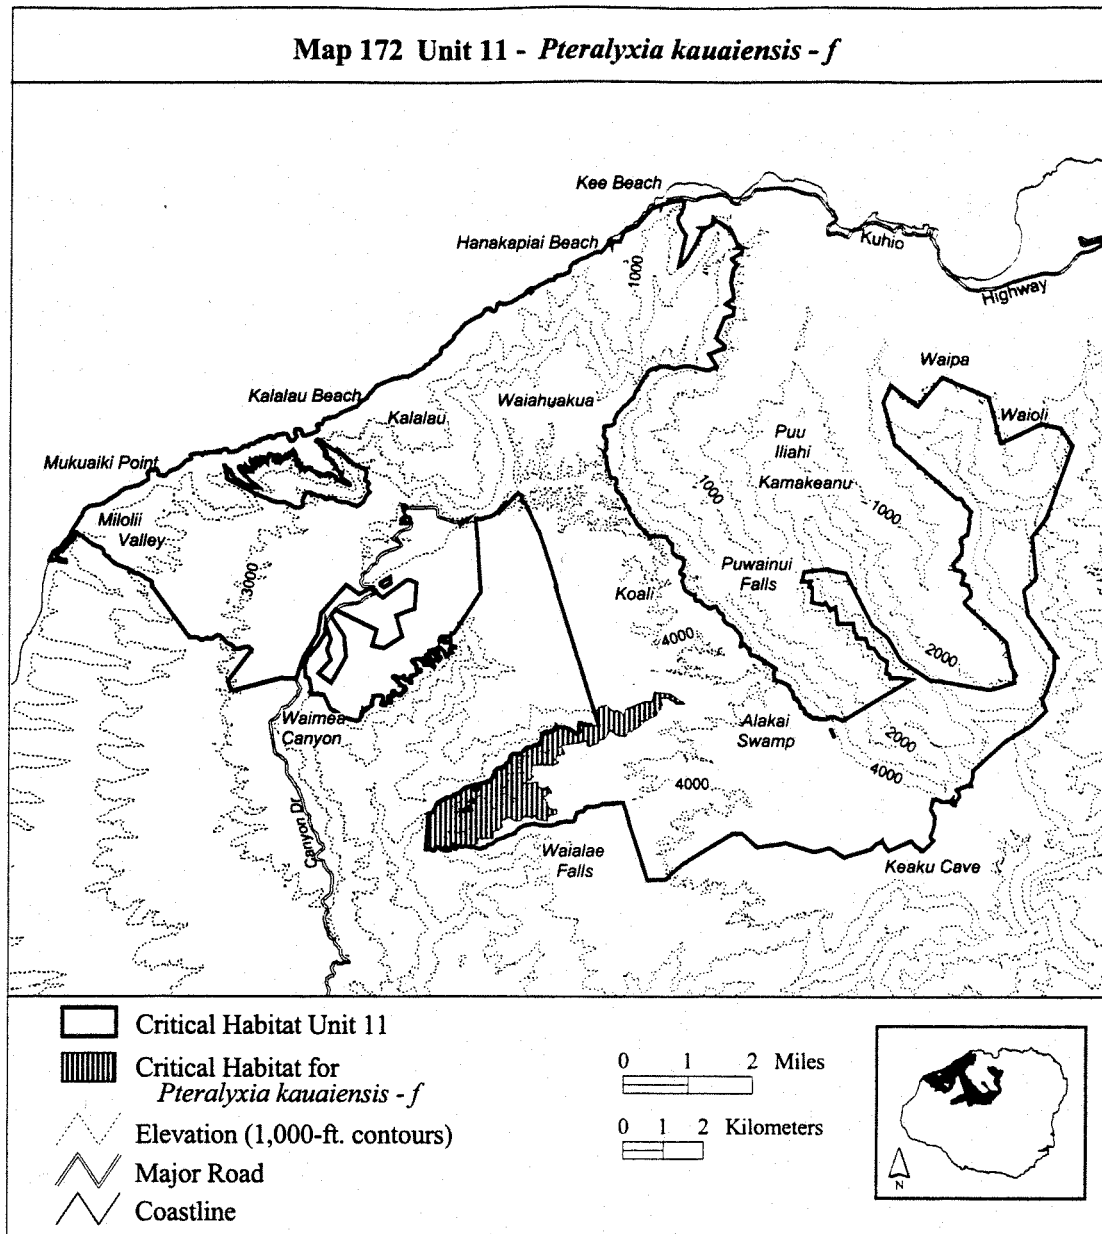 Map 172 Unit 11 - Pteralyxia kauaiensis - f
Kee Beach
Hanakapiai Beach
Kuhio
Highway
1000
Waipa
Kalalau Beach
Waiahuakua
Kalalau
Waioli
Puu
Iliahi
Mukuaiki Point
Kamakeanu
1000
1000
Milolii
Valley
3000
Puwainui
Falls
Koali
4000
2000
Waimea
Canyon
Alakai
Swamp
2000
4000
4000
Canyon Dr
Waialae
Falls
Keaku Cave
Critical Habitat Unit 11
Critical Habitat for
Pteralyxia kauaiensis - f
Elevation (1,000-ft. contours)
Major Road
Coastline
0 1 2 Miles
0 1 2 Kilometers
N